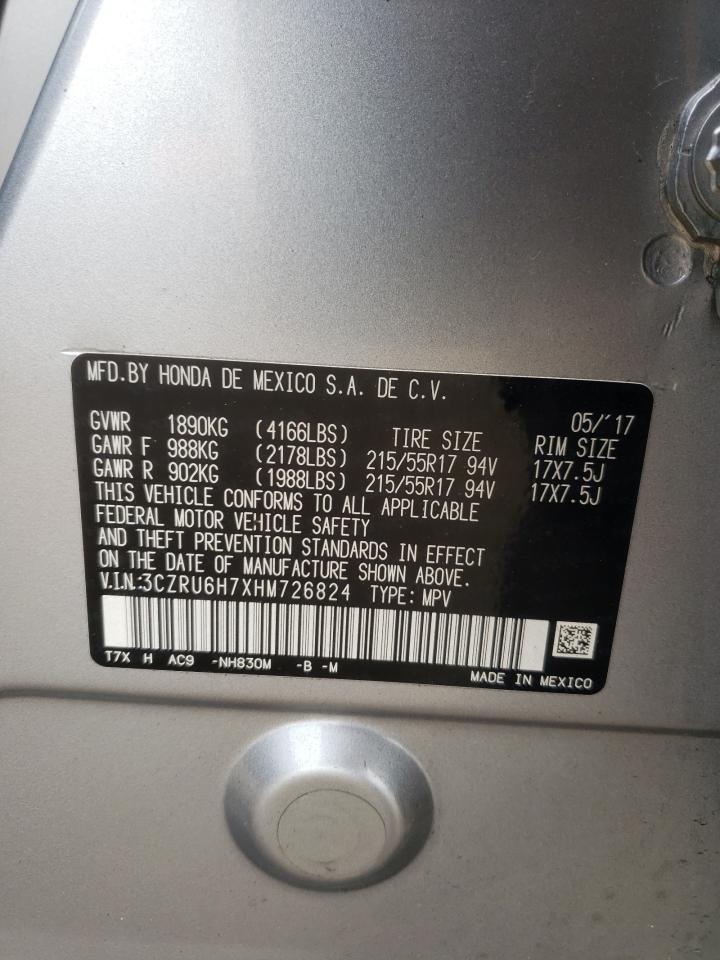 MFD.BY HONDA DE MEXICO S.A. DE C.V.
05/'17
GVWR 1890KG (4166LBS) TIRE SIZE RIM SIZE
GAWR F 988KG (2178LBS) 215/55R17 94V 17X7.5J
GAWR R 902KG (1988LBS) 215/55R17 94V 17X7.5J
THIS VEHICLE CONFORMS TO ALL APPLICABLE
FEDERAL MOTOR VEHICLE SAFETY
AND THEFT PREVENTION STANDARDS IN EFFECT
ON THE DATE OF MANUFACTURE SHOWN ABOVE.
V.I.N.:3CZRU6H7XHM726824 TYPE: MPV
T7X H AC9 -NH830M -B -M
MADE IN MEXICO